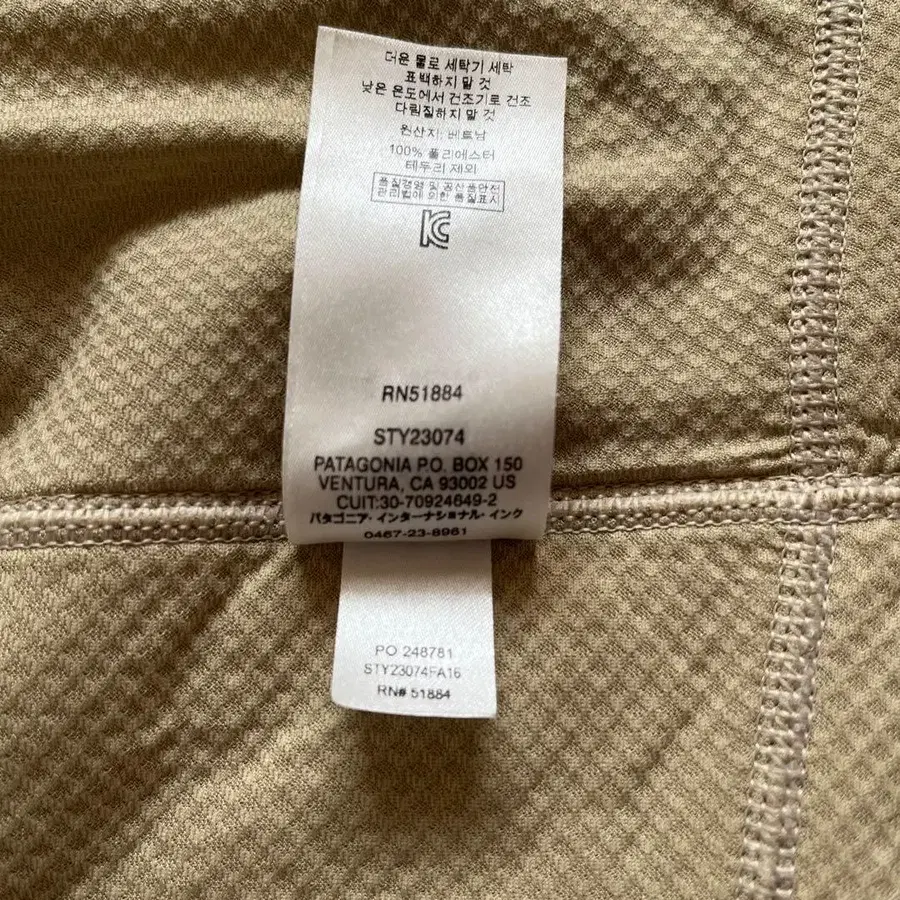 더운 물로 세탁기 세탁
표백하지 말 것
낮은 온도에서 건조기로 건조
다림질하지 말 것
원산지: 베트남
100% 폴리에스터
테두리 제외
품질경영 및 공산품안전
관리법에 의한 품질표시
KC
RN51884
STY23074
PATAGONIA P.O. BOX 150
VENTURA, CA 93002 US
CUIT:30-70924649-2
パタゴニア・インターナショナル・インク
0467-23-8961
PO 248781
STY23074FA16
RN# 51884